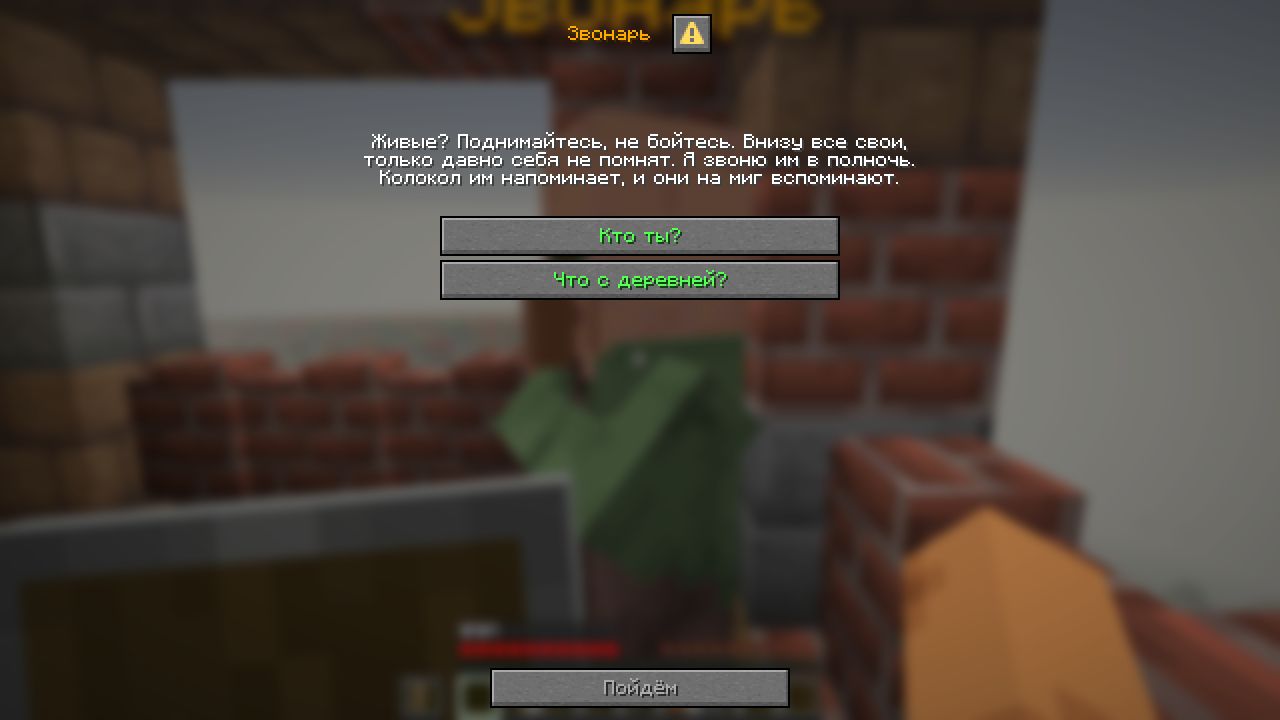 Звонарь
Живые? Поднимайтесь, не бойтесь. Внизу все свои,
только давно себя не помнят. Я звоню им в полночь.
Колокол им напоминает, и они на миг вспоминают.
Кто ты?
Что с деревней?
Пойдём